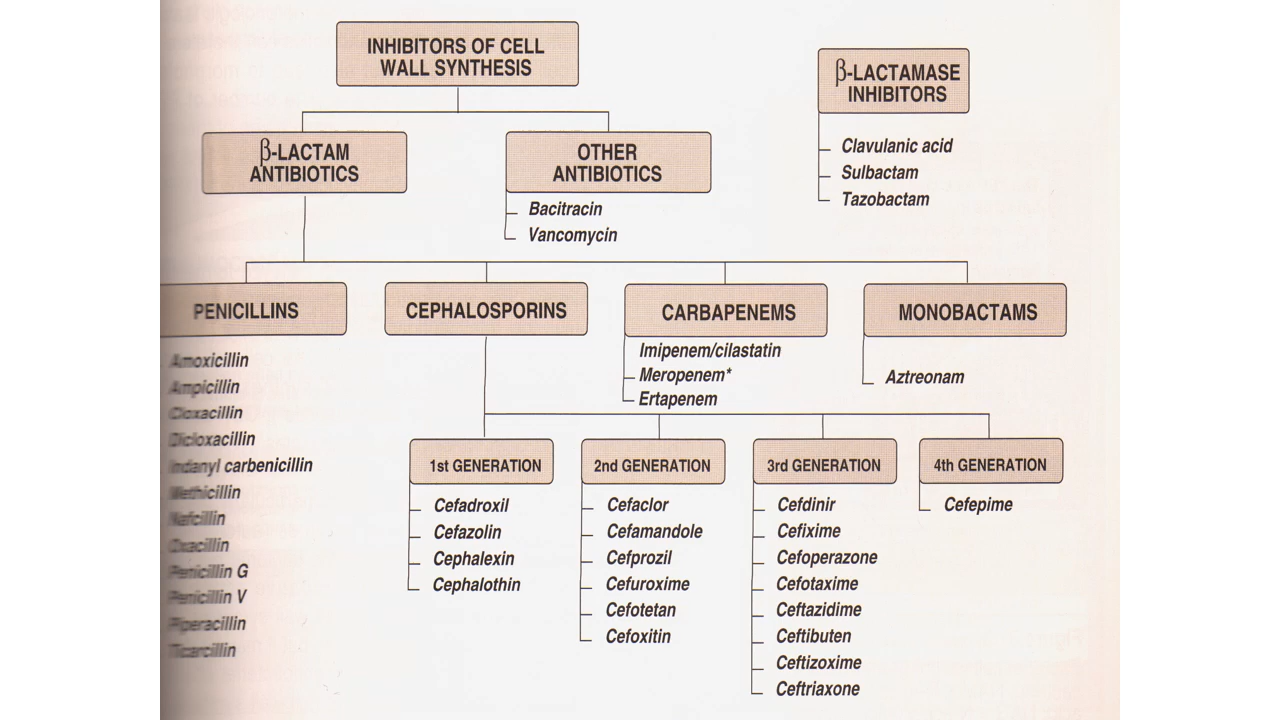 INHIBITORS OF CELL
WALL SYNTHESIS
β-LACTAMASE
INHIBITORS
Clavulanic acid
Sulbactam
Tazobactam
β-LACTAM
ANTIBIOTICS
OTHER
ANTIBIOTICS
Bacitracin
Vancomycin
PENICILLINS
Amoxicillin
Ampicillin
Cloxacillin
Dicloxacillin
Indanyl carbenicillin
Methicillin
Nafcillin
Oxacillin
Penicillin G
Penicillin V
Piperacillin
Ticarcillin
CEPHALOSPORINS
CARBAPENEMS
Imipenem/cilastatin
Meropenem*
Ertapenem
MONOBACTAMS
Aztreonam
1st GENERATION
Cefadroxil
Cefazolin
Cephalexin
Cephalothin
2nd GENERATION
Cefaclor
Cefamandole
Cefprozil
Cefuroxime
Cefotetan
Cefoxitin
3rd GENERATION
Cefdinir
Cefixime
Cefoperazone
Cefotaxime
Ceftazidime
Ceftibuten
Ceftizoxime
Ceftriaxone
4th GENERATION
Cefepime